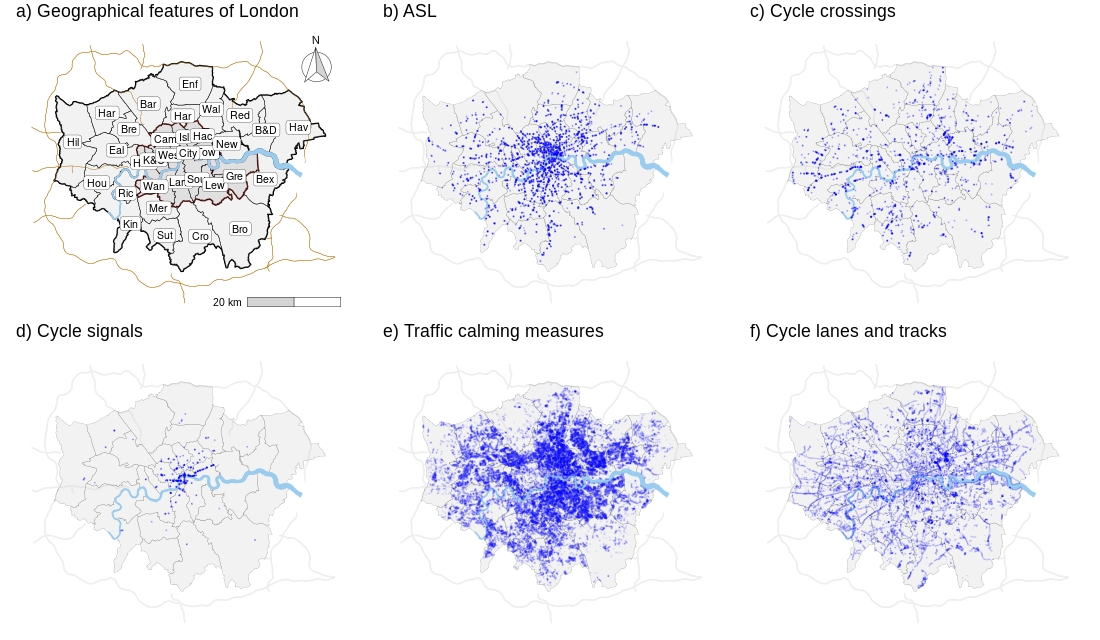 a) Geographical features of London
b) ASL
c) Cycle crossings
N
Enf
Bar
Har
Har
Wal
Red
Bre
B&D
Hav
Hil
Cam
Isl
Hac
New
Eal
H
K&
Wes
City
ow
Hou
Ric
Wan
Lar
Sou
Lew
Gre
Bex
Mer
Kin
Sut
Cro
Bro
20 km
d) Cycle signals
e) Traffic calming measures
f) Cycle lanes and tracks